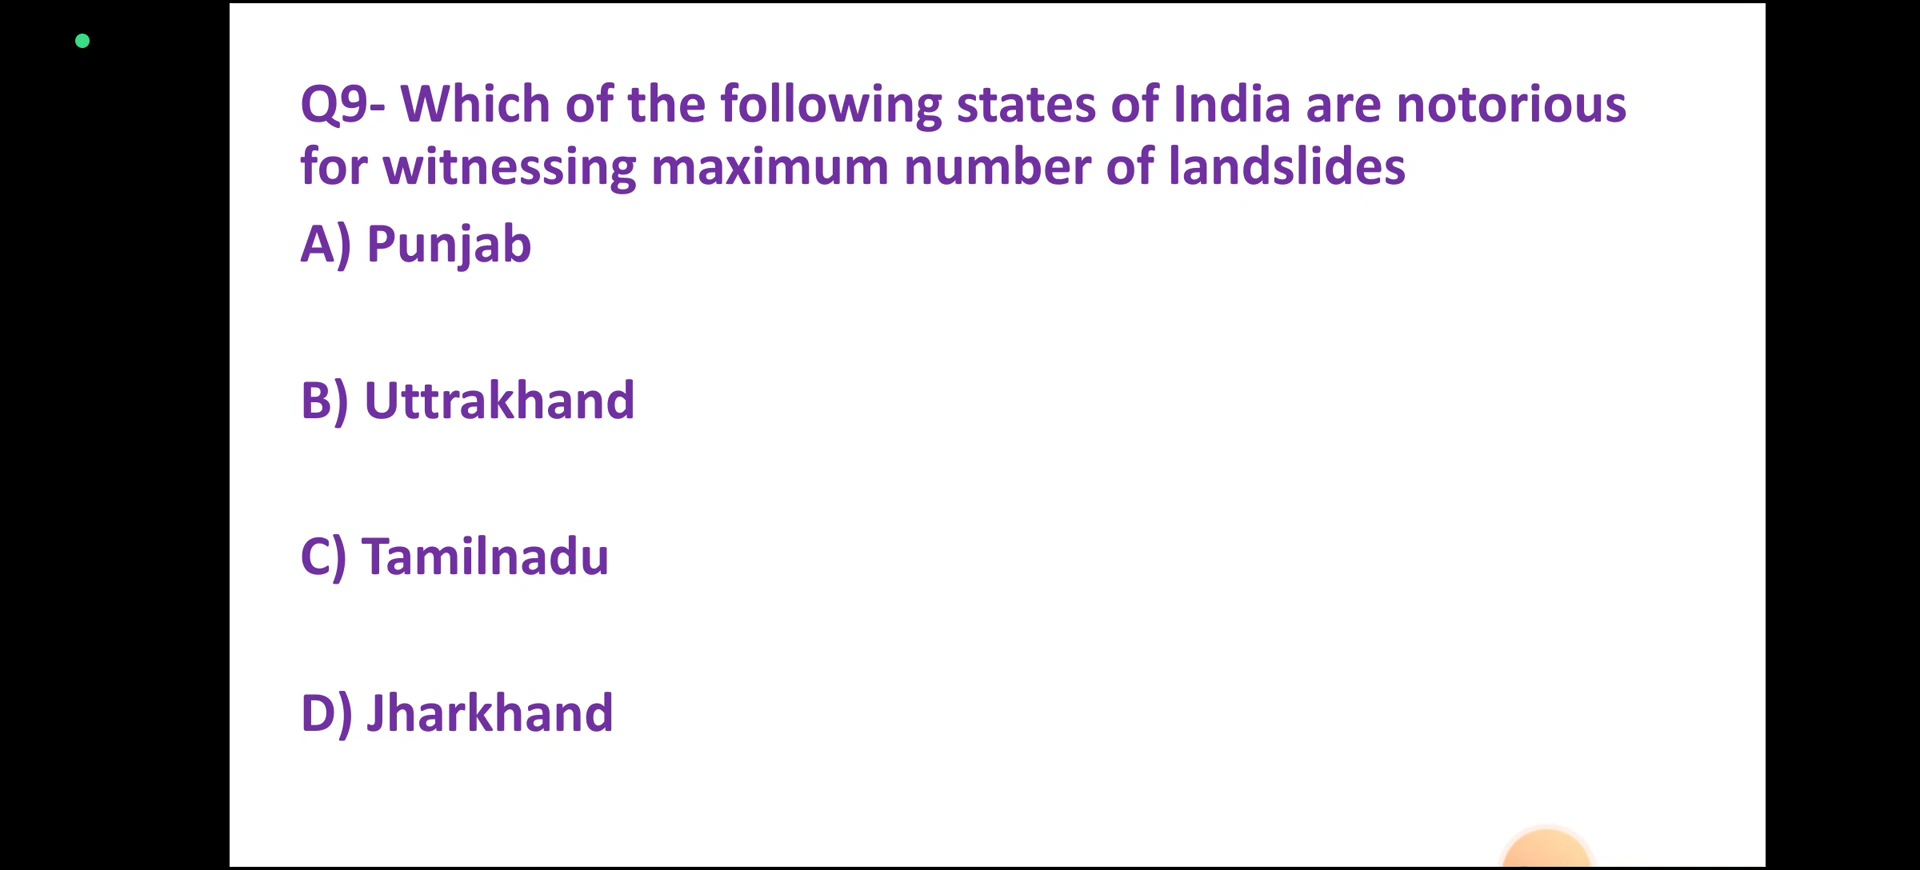 Q9- Which of the following states of India are notorious
for witnessing maximum number of landslides
A) Punjab
B) Uttrakhand
C) Tamilnadu
D) Jharkhand